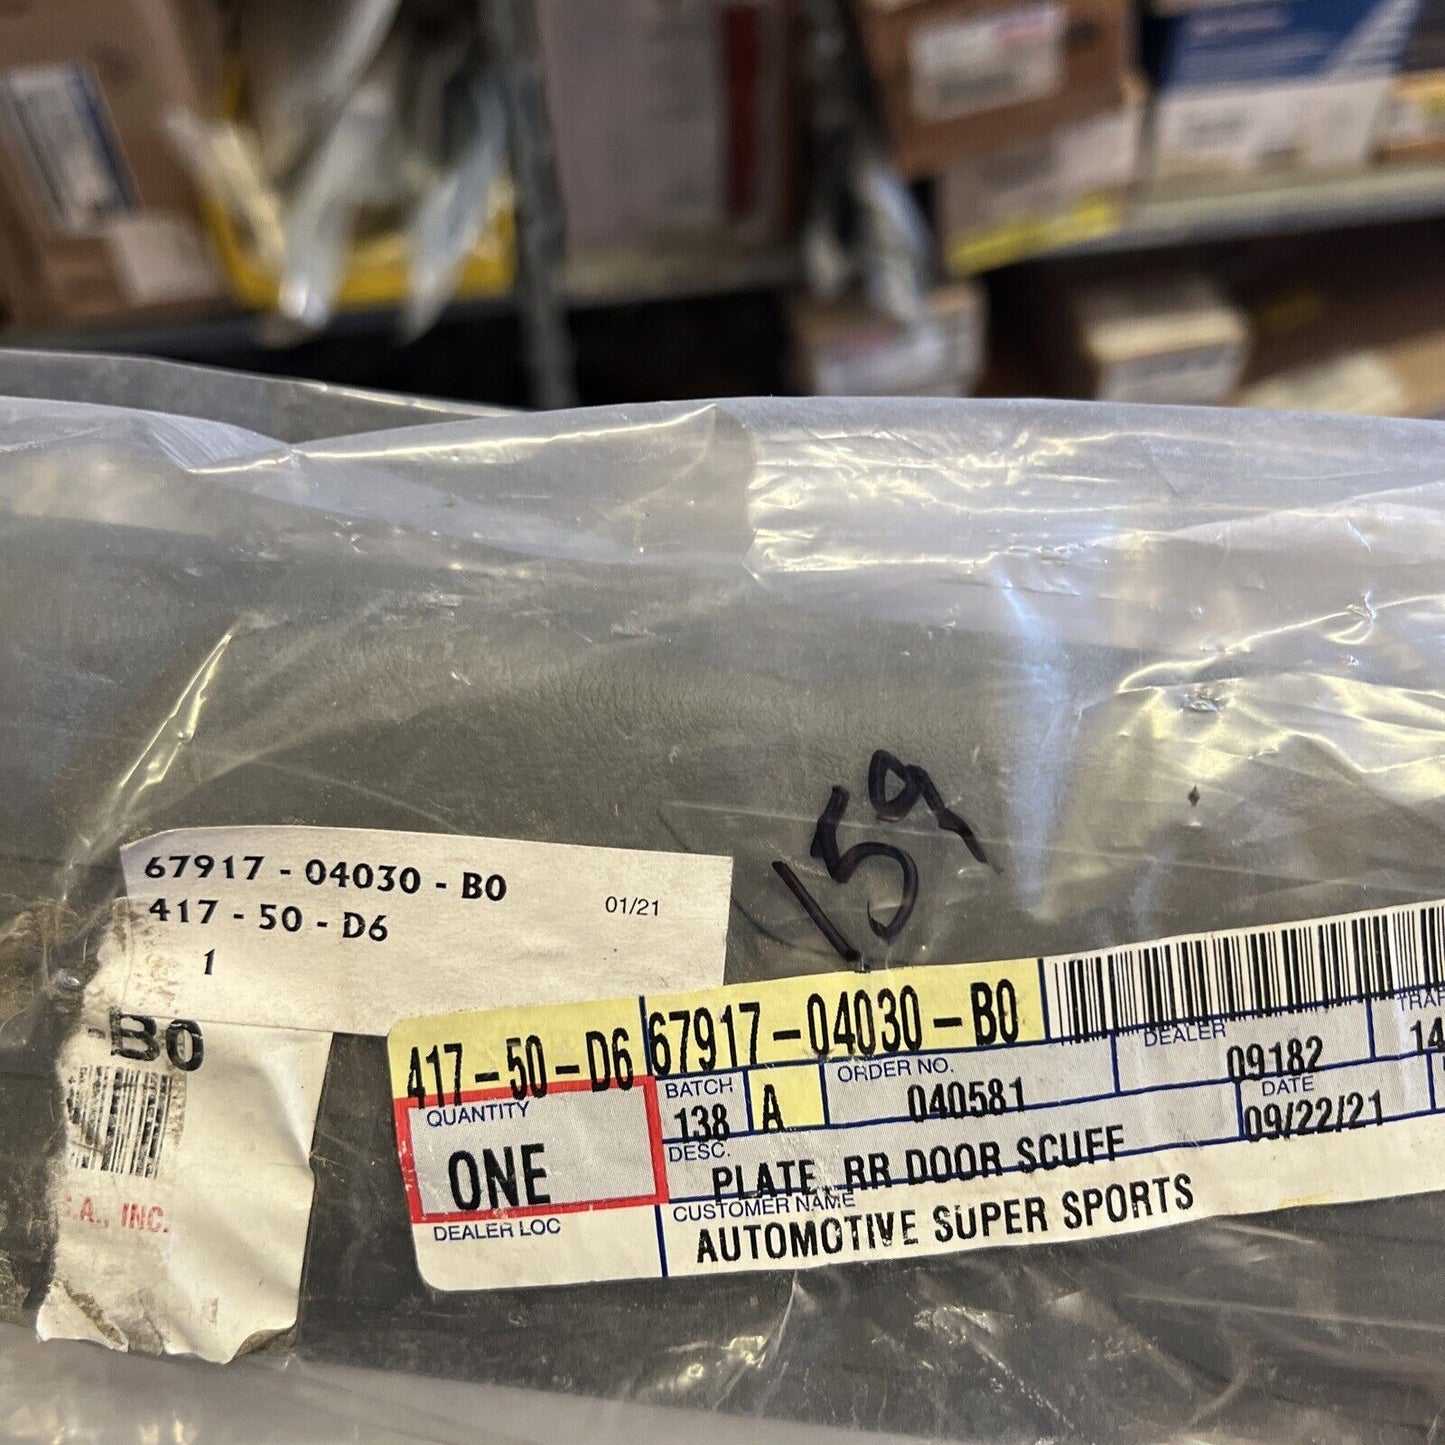 159
67917 - 04030 - B0
01/21
417 - 50 - D6
1
-B0
.A., INC.
417-50-D6 67917-04030-B0
QUANTITY
ONE
DEALER LOC
BATCH
138 A
ORDER NO.
040581
DEALER
09182
14
DATE
09/22/21
DESC.
PLATE, RR DOOR SCUFF
CUSTOMER NAME
AUTOMOTIVE SUPER SPORTS